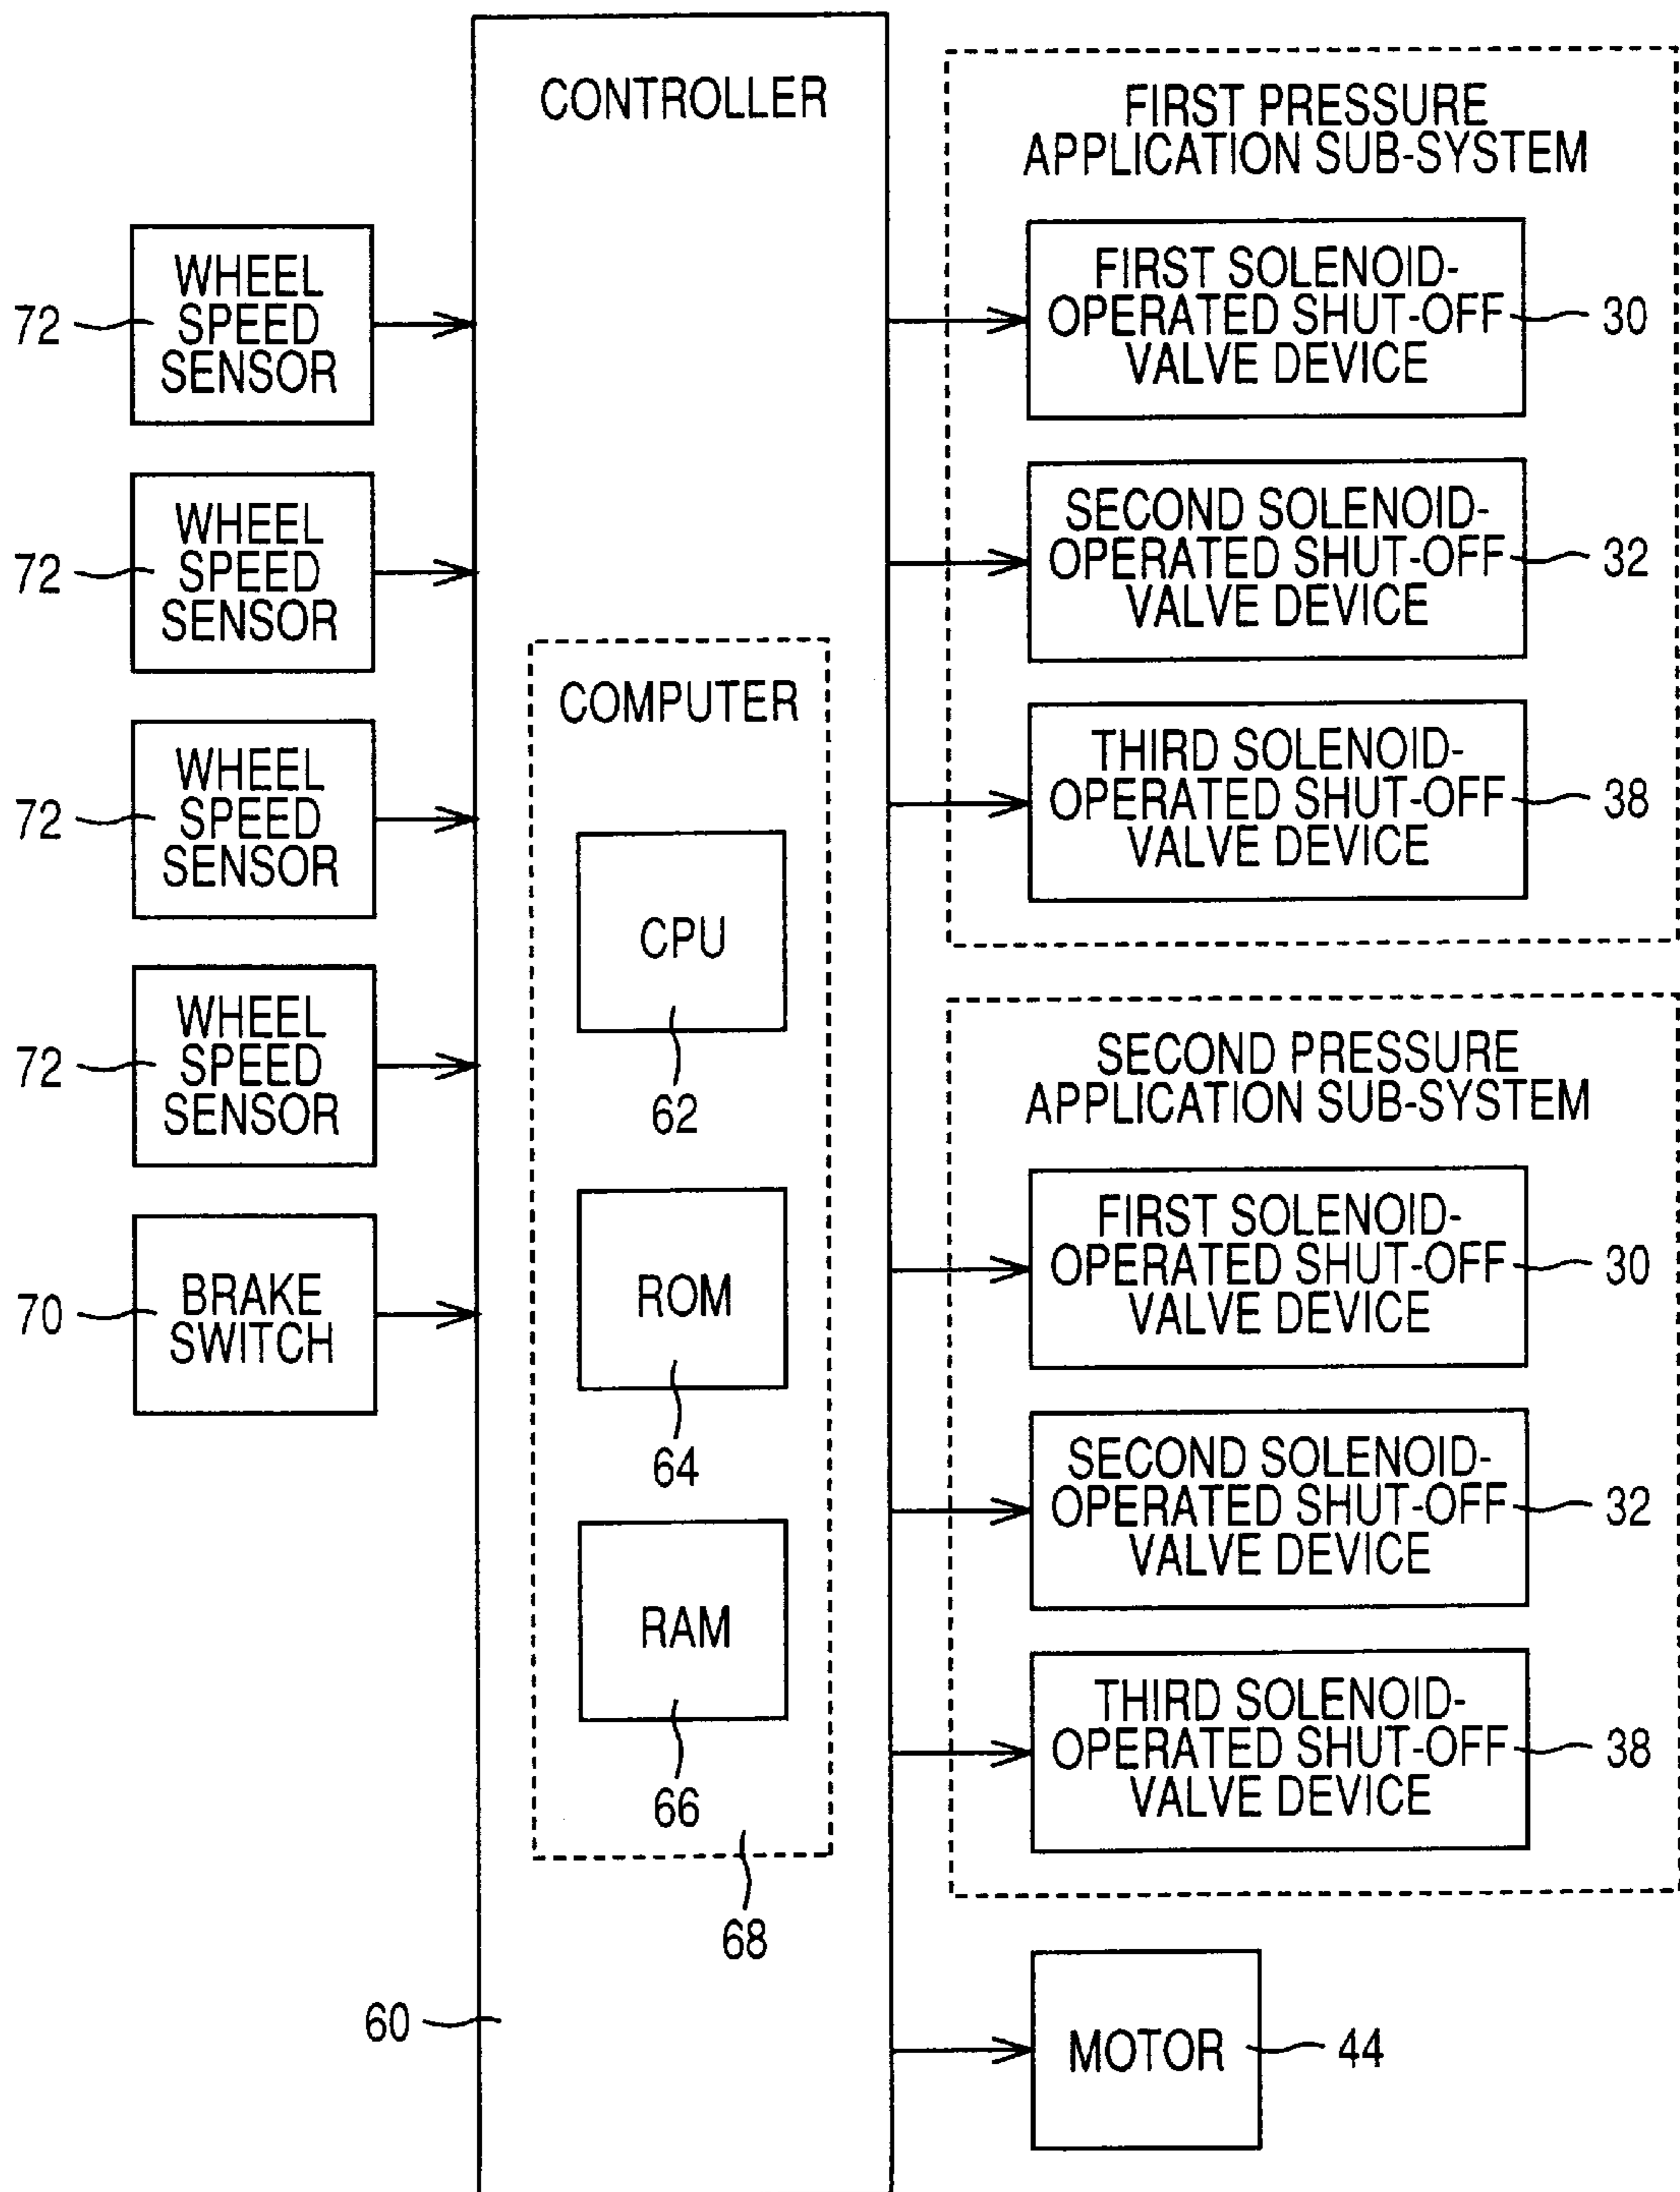 CONTROLLER
72
WHEEL
SPEED
SENSOR
72
WHEEL
SPEED
SENSOR
72
WHEEL
SPEED
SENSOR
72
WHEEL
SPEED
SENSOR
70
BRAKE
SWITCH
COMPUTER
CPU
62
ROM
64
RAM
66
68
60
FIRST PRESSURE
APPLICATION SUB-SYSTEM
FIRST SOLENOID-
OPERATED SHUT-OFF
VALVE DEVICE
30
SECOND SOLENOID-
OPERATED SHUT-OFF
VALVE DEVICE
32
THIRD SOLENOID-
OPERATED SHUT-OFF
VALVE DEVICE
38
SECOND PRESSURE
APPLICATION SUB-SYSTEM
FIRST SOLENOID-
OPERATED SHUT-OFF
VALVE DEVICE
30
SECOND SOLENOID-
OPERATED SHUT-OFF
VALVE DEVICE
32
THIRD SOLENOID-
OPERATED SHUT-OFF
VALVE DEVICE
38
MOTOR
44